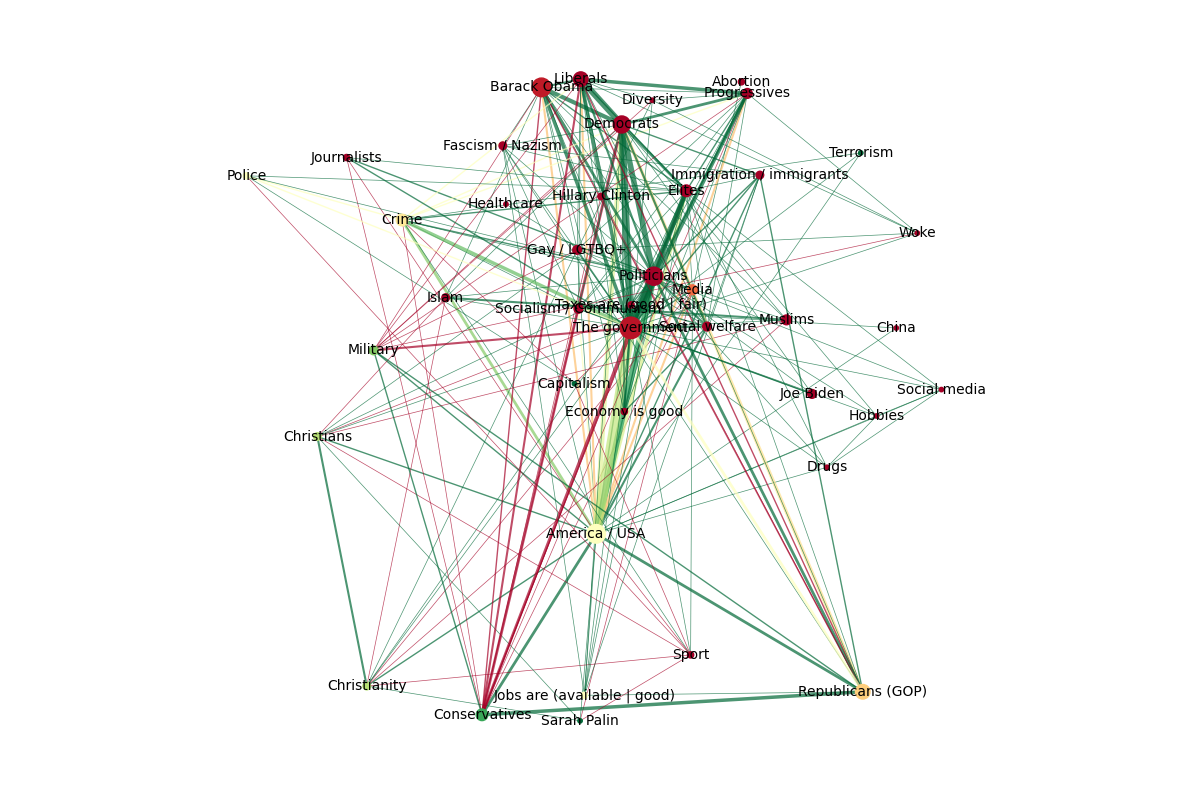 Liberals
Barack Obama
Abortion
Progressives
Diversity
Democrats
Fascism / Nazism
Terrorism
Journalists
Police
Immigration / immigrants
Elites
Hillary Clinton
Healthcare
Crime
Woke
Gay / LGTBQ+
Politicians
Media
Islam
Taxes are (good | fair)
Socialism / Communism
Muslims
The government
Social welfare
China
Military
Capitalism
Joe Biden
Social media
Economy is good
Hobbies
Christians
Drugs
America / USA
Sport
Christianity
Republicans (GOP)
Jobs are (available | good)
Conservatives
Sarah Palin